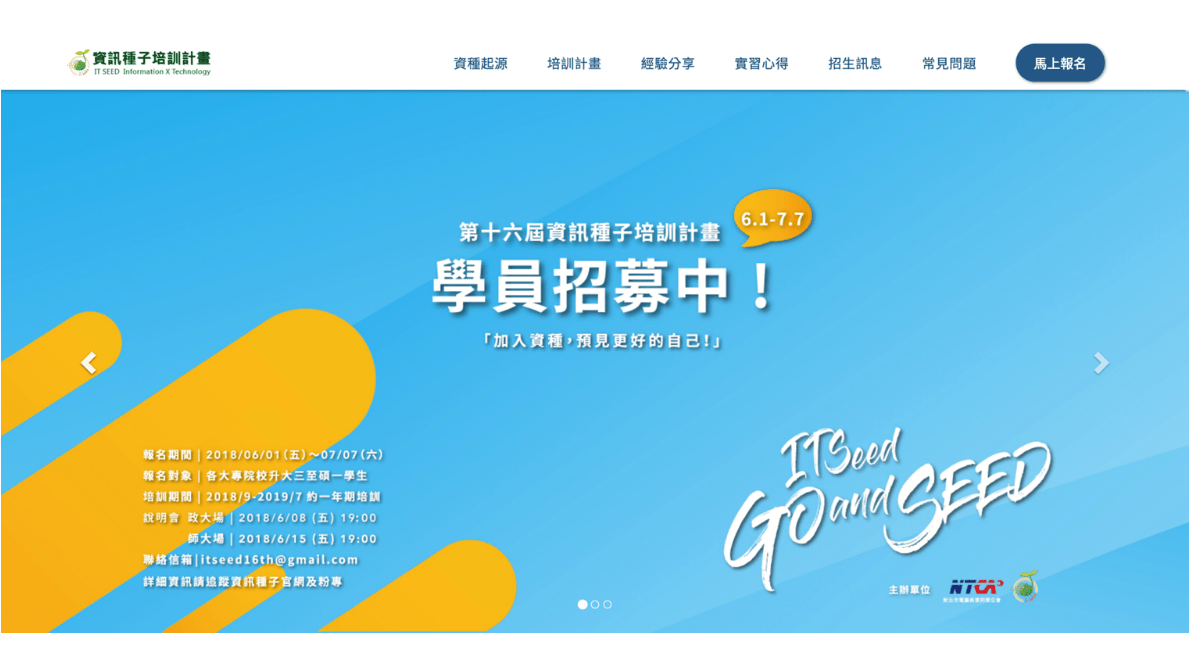 資訊種子培訓計畫
IT SEED Information X Technology
資種起源 培訓計畫 經驗分享 實習心得 招生訊息 常見問題 馬上報名
6.1-7.7
第十六屆資訊種子培訓計畫
學員招募中！
「加入資種，預見更好的自己！」
報名期間｜2018/06/01(五)～07/07(六)
報名對象｜各大專院校升大三至碩一學生
培訓期間｜2018/9-2019/7 約一年期培訓
說明會 政大場｜2018/6/08 (五) 19:00
師大場｜2018/6/15 (五) 19:00
聯絡信箱|itseed16th@gmail.com
詳細資訊請追蹤資訊種子官網及粉專
ITSeed
GO and SEED
主辦單位 NTCA